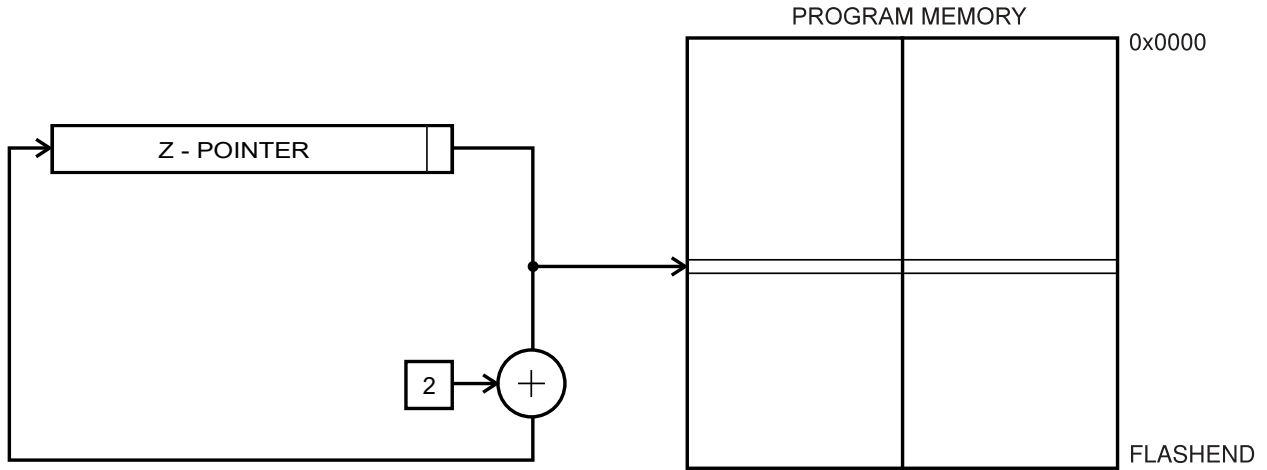 PROGRAM MEMORY
0x0000
Z - POINTER
2
+
FLASHEND